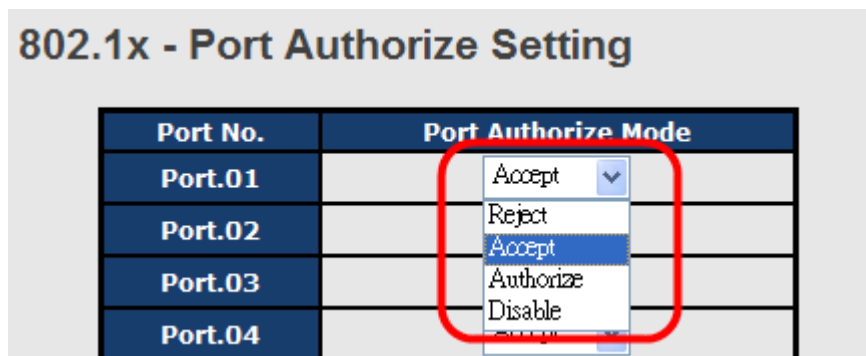 802.1x - Port Authorize Setting
Port No. Port Authorize Mode
Port.01 Accept
Reject
Port.02
Accept
Port.03 Authorize
Disable
Port.04